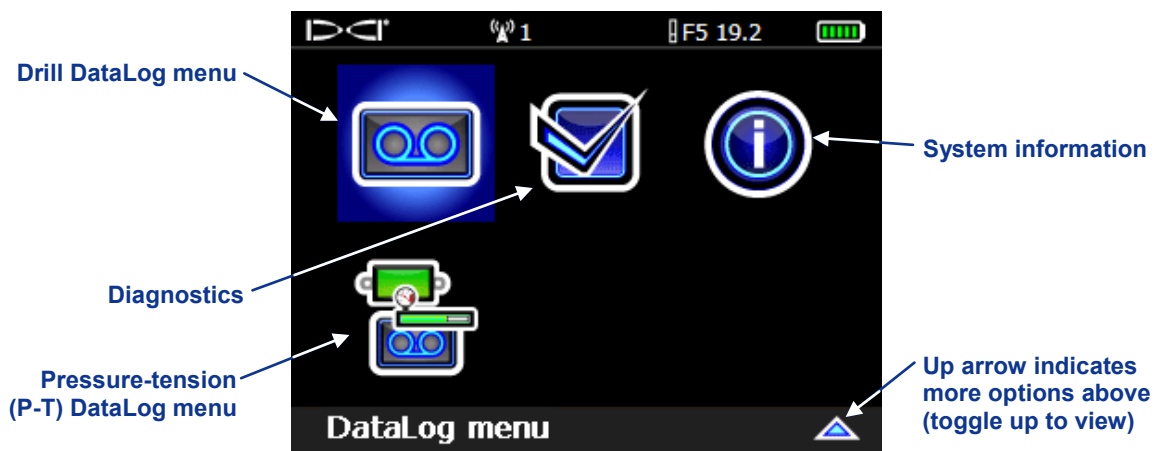 DCI
1
F5 19.2
Drill DataLog menu
System information
Diagnostics
Pressure-tension
(P-T) DataLog menu
Up arrow indicates
more options above
(toggle up to view)
DataLog menu